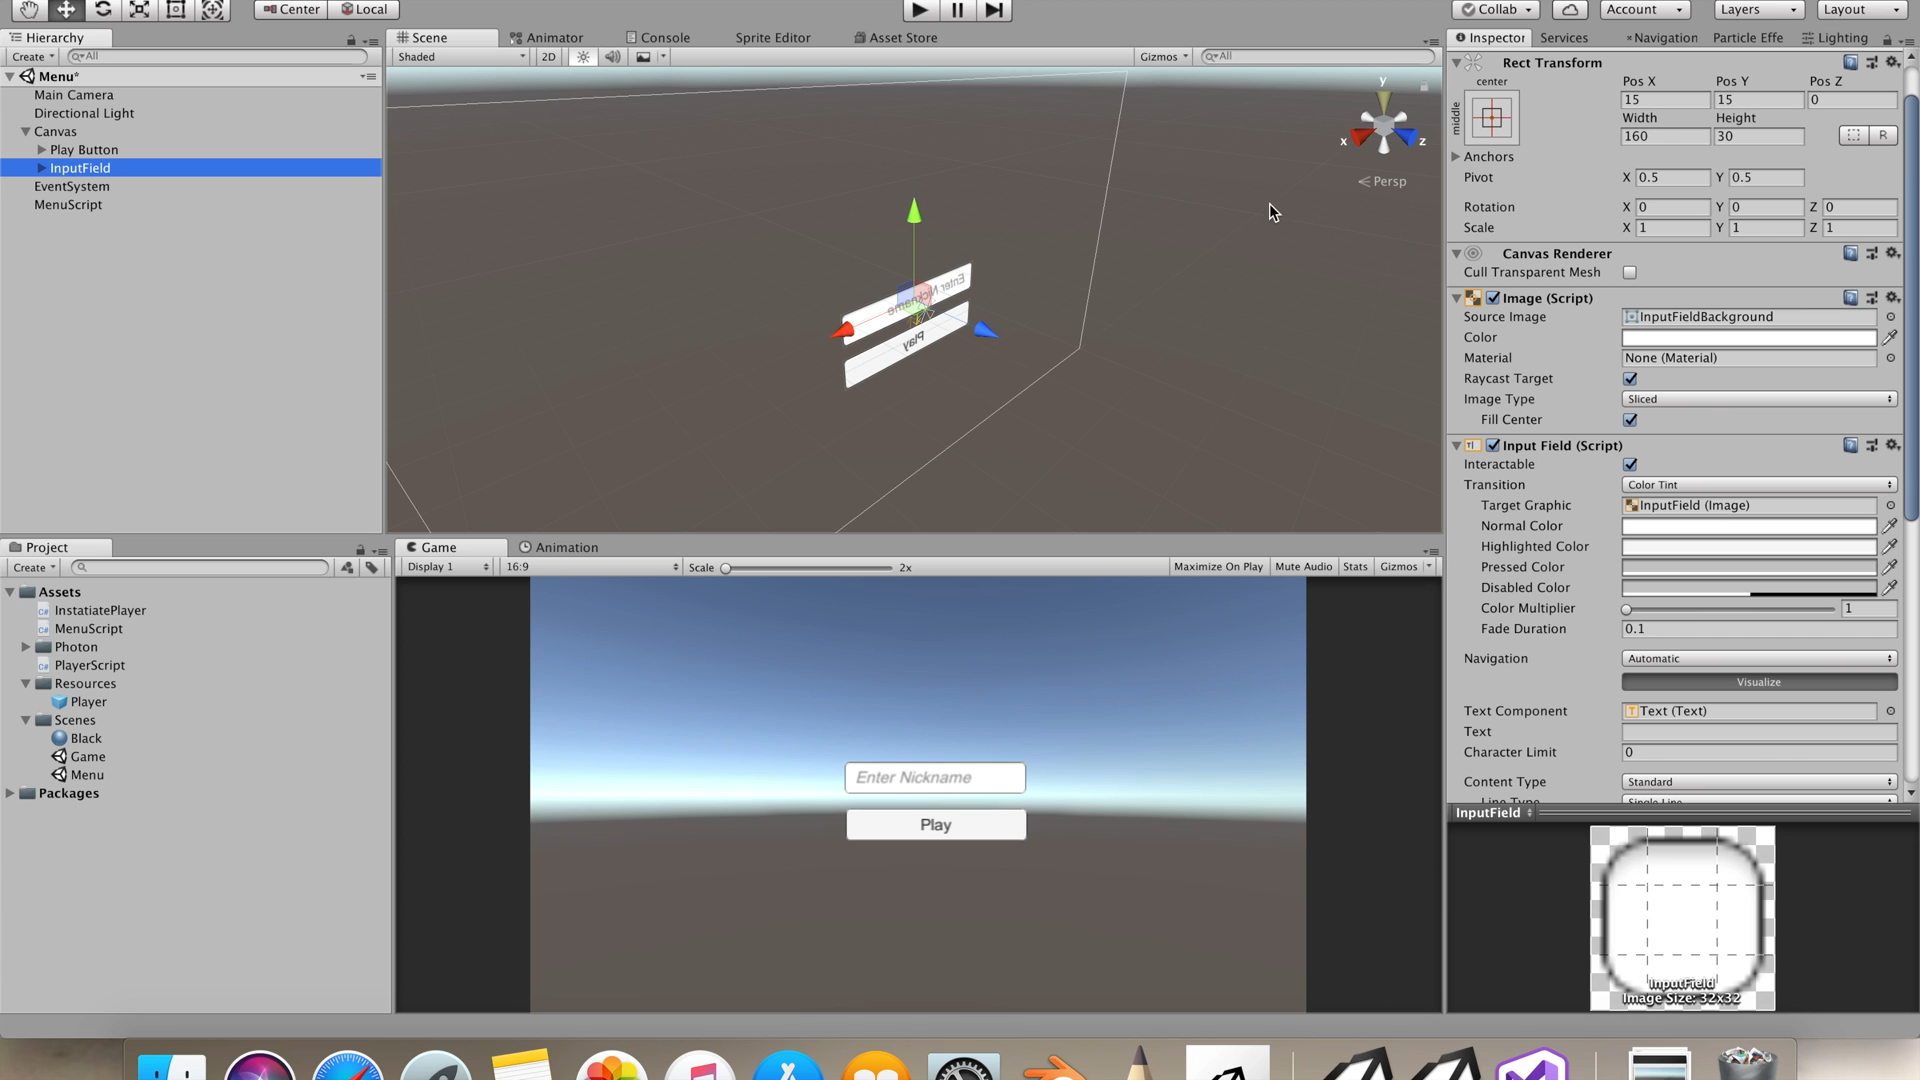 Center
Local
Collab
Account
Layers
Layout
Hierarchy
Create
All
Menu*
Main Camera
Directional Light
Canvas
Play Button
InputField
EventSystem
MenuScript
Scene
Animator
Console
Sprite Editor
Asset Store
Shaded
2D
Gizmos
All
y
x
z
Persp
Enter Nickname
Play
Project
Create
Assets
InstatiatePlayer
MenuScript
Photon
PlayerScript
Resources
Player
Scenes
Black
Game
Menu
Packages
Game
Animation
Display 1
16:9
Scale
2x
Maximize On Play
Mute Audio
Stats
Gizmos
Enter Nickname
Play
Inspector
Services
Navigation
Particle Effe
Lighting
Rect Transform
center
middle
Pos X
Pos Y
Pos Z
15
15
0
Width
Height
160
30
R
Anchors
Pivot
X 0.5
Y 0.5
Rotation
X 0
Y 0
Z 0
Scale
X 1
Y 1
Z 1
Canvas Renderer
Cull Transparent Mesh
Image (Script)
Source Image
InputFieldBackground
Color
Material
None (Material)
Raycast Target
Image Type
Sliced
Fill Center
Input Field (Script)
Interactable
Transition
Color Tint
Target Graphic
InputField (Image)
Normal Color
Highlighted Color
Pressed Color
Disabled Color
Color Multiplier
1
Fade Duration
0.1
Navigation
Automatic
Visualize
Text Component
Text (Text)
Text
Character Limit
0
Content Type
Standard
Line Type
Single Line
InputField
InputField
Image Size: 32x32